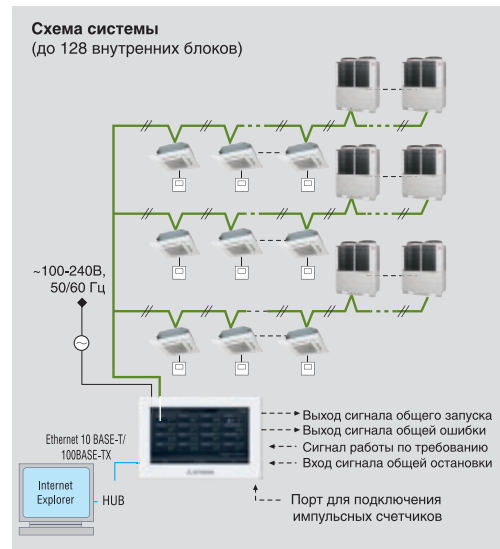 Схема системы
(до 128 внутренних блоков)
~100-240В,
50/60 Гц
Ethernet 10 BASE-T/
100BASE-TX
Internet
Explorer
HUB
Выход сигнала общего запуска
Выход сигнала общей ошибки
Сигнал работы по требованию
Вход сигнала общей остановки
Порт для подключения
импульсных счетчиков